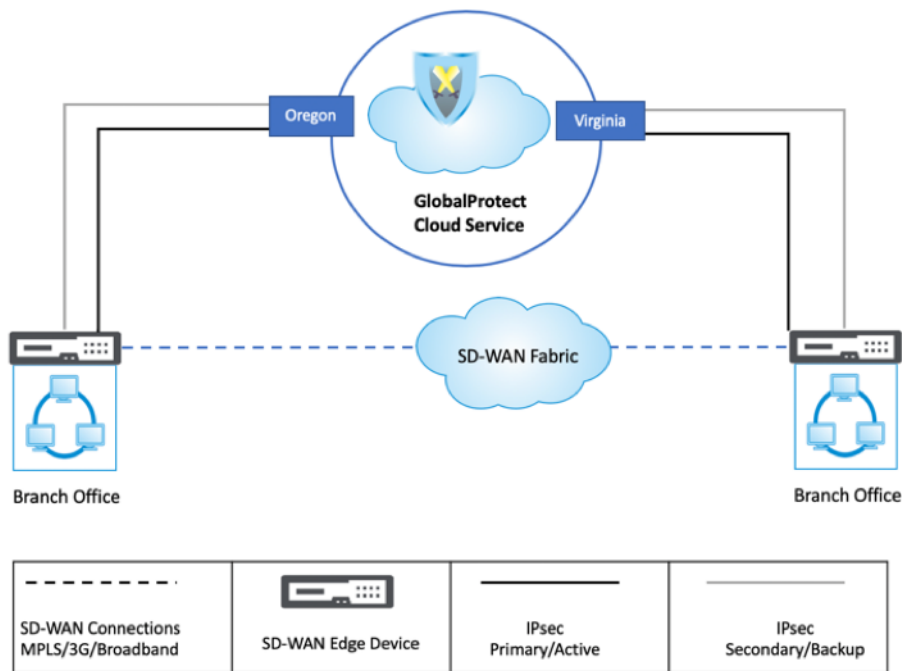 Oregon
Virginia
GlobalProtect
Cloud Service
SD-WAN Fabric
Branch Office
Branch Office
SD-WAN Connections
MPLS/3G/Broadband
SD-WAN Edge Device
IPsec
Primary/Active
IPsec
Secondary/Backup